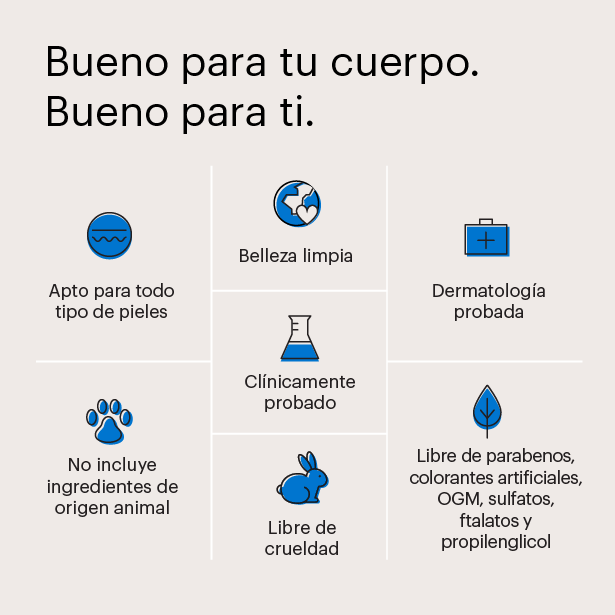 Bueno para tu cuerpo.
Bueno para ti.
Apto para todo
tipo de pieles
Belleza limpia
Dermatología
probada
Clínicamente
probado
No incluye
ingredientes de
origen animal
Libre de
crueldad
Libre de parabenos,
colorantes artificiales,
OGM, sulfatos,
ftalatos y
propilenglicol